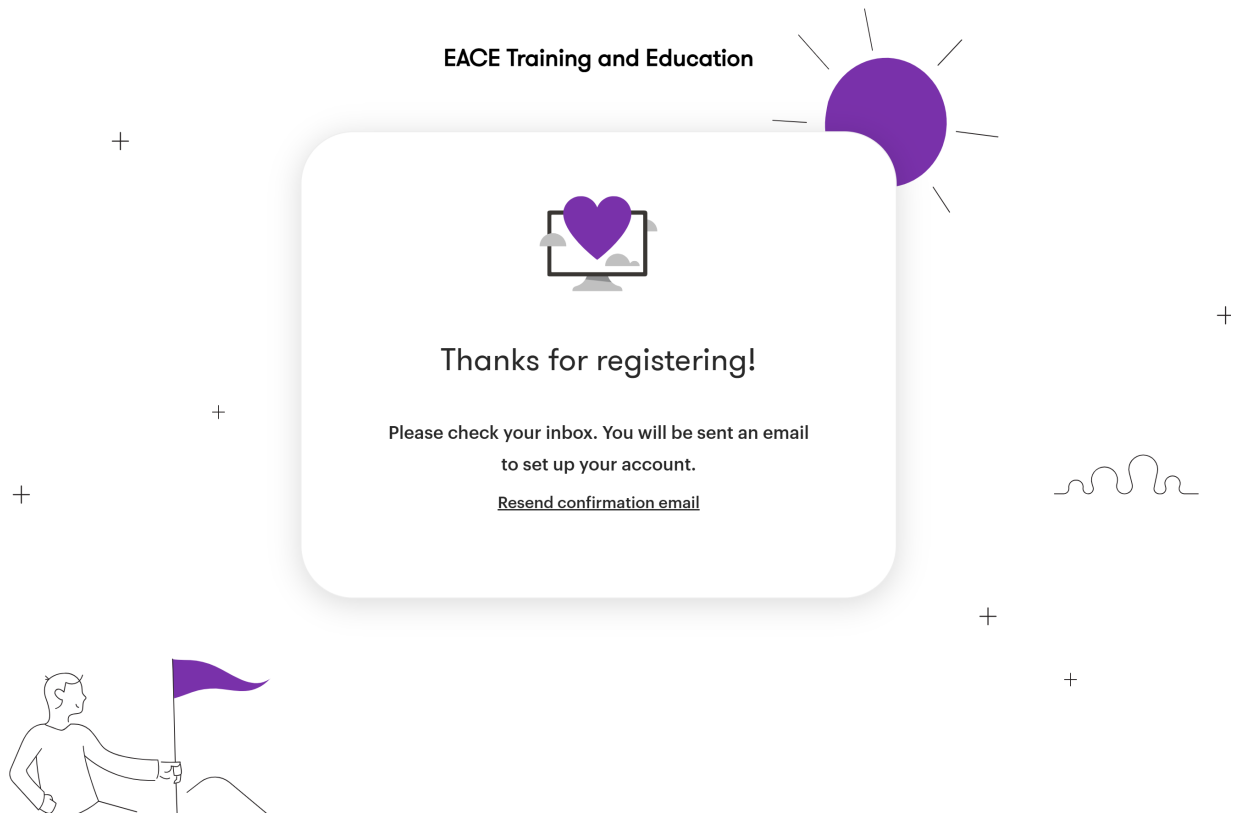 EACE Training and Education
Thanks for registering!
Please check your inbox. You will be sent an email
to set up your account.
Resend confirmation email